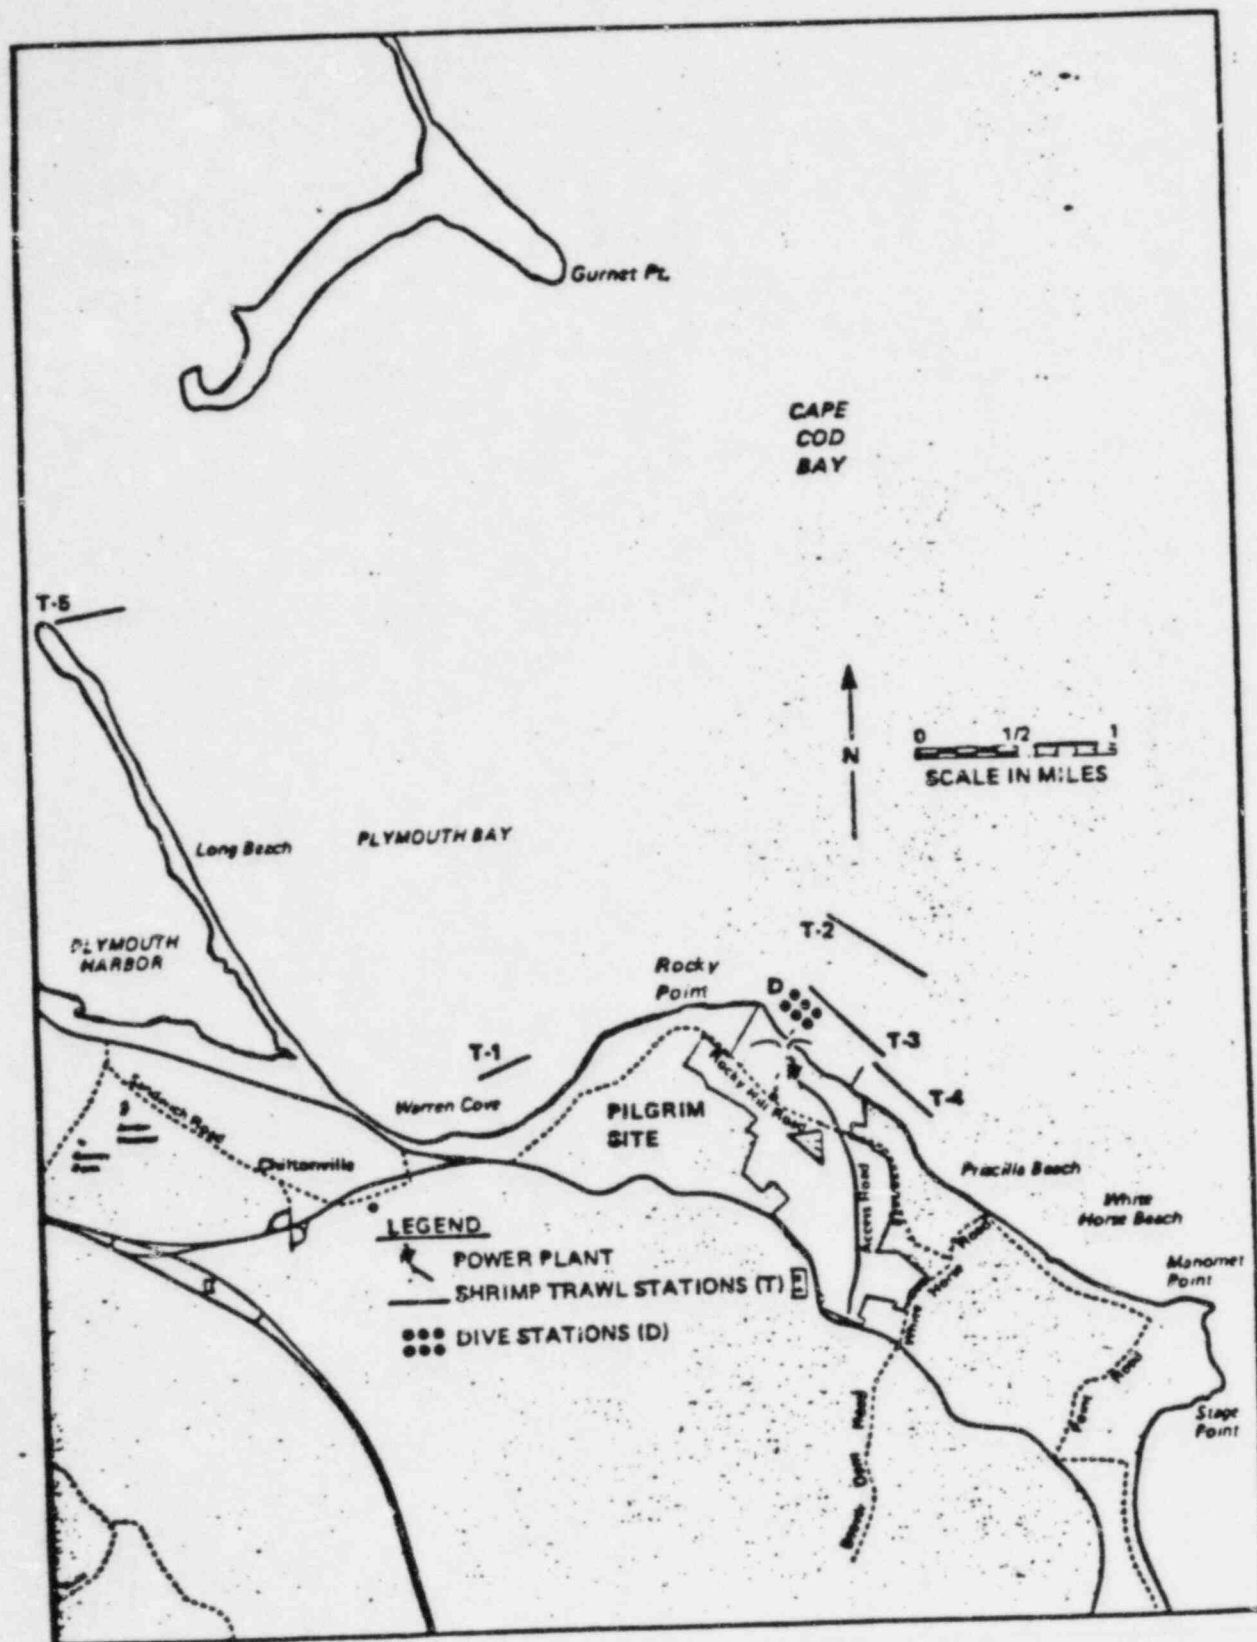 Gurnet Pt.
CAPE
COD
BAY
T-5
N
0 1/2 1
SCALE IN MILES
Long Beach
PLYMOUTH BAY
PLYMOUTH
HARBOR
T-2
Rocky
Point
D
T-3
T-1
T-4
Warren Cove
PILGRIM
SITE
Rocky Hill Road
Sandwich Road
Chiltonville
Priscilla Beach
Access Road
White
Horse Beach
Manomet
Point
LEGEND
POWER PLANT
SHRIMP TRAWL STATIONS (T)
DIVE STATIONS (D)
White Horse Road
Point Road
Stage
Point
Road